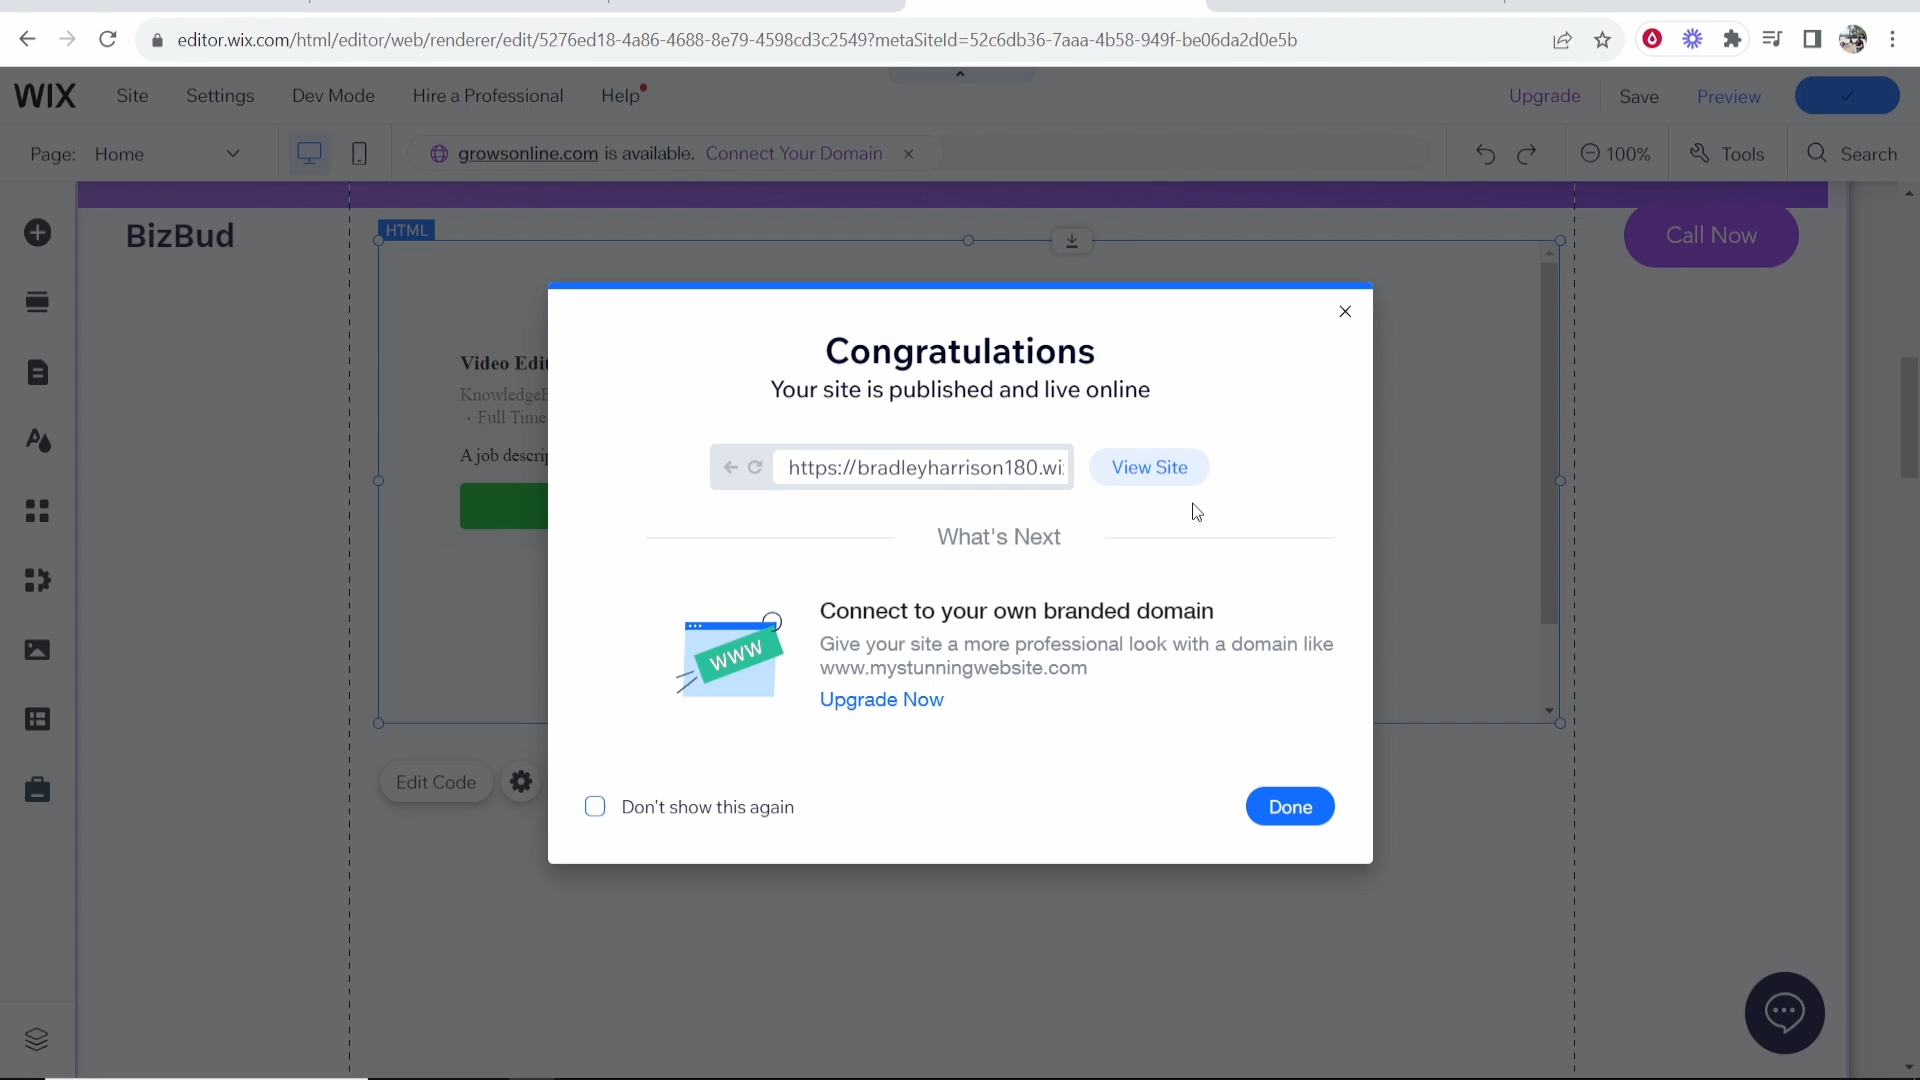 editor.wix.com/html/editor/web/renderer/edit/5276ed18-4a86-4688-8e79-4598cd3c2549?metaSiteId=52c6db36-7aaa-4b58-949f-be06da2d0e5b
WIX Site Settings Dev Mode Hire a Professional Help Upgrade Save Preview
Page: Home growsonline.com is available. Connect Your Domain 100% Tools Search
BizBud HTML Call Now
Congratulations
Your site is published and live online
Video Edit
· Full Time
A job descrip
https://bradleyharrison180.wi
View Site
What's Next
Connect to your own branded domain
Give your site a more professional look with a domain like
www.mystunningwebsite.com
WWW
Upgrade Now
Edit Code
Don't show this again
Done